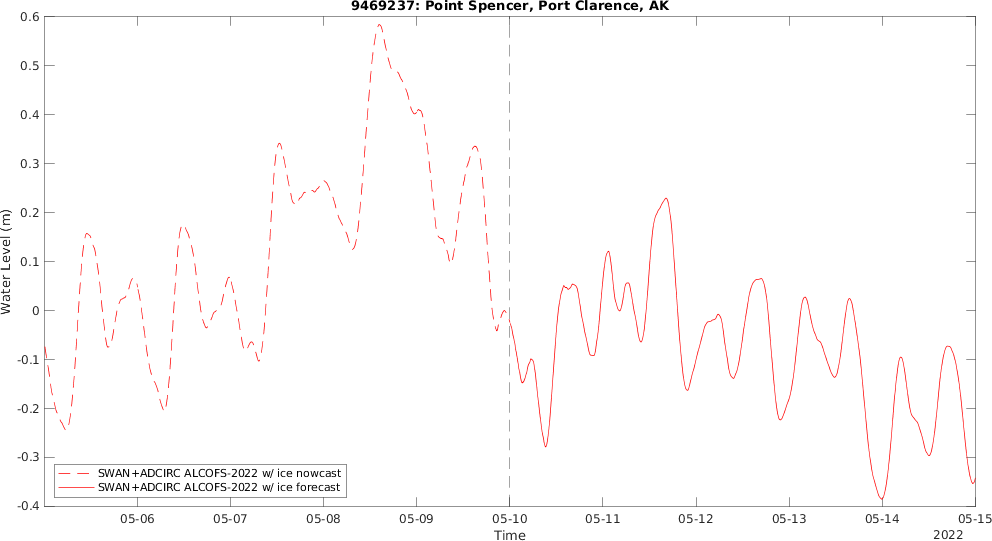 9469237: Point Spencer, Port Clarence, AK
0.6
0.5
0.4
0.3
0.2
0.1
0
-0.1
-0.2
-0.3
-0.4
Water Level (m)
SWAN+ADCIRC ALCOFS-2022 w/ ice nowcast
SWAN+ADCIRC ALCOFS-2022 w/ ice forecast
05-06 05-07 05-08 05-09 05-10 05-11 05-12 05-13 05-14 05-15
Time
2022